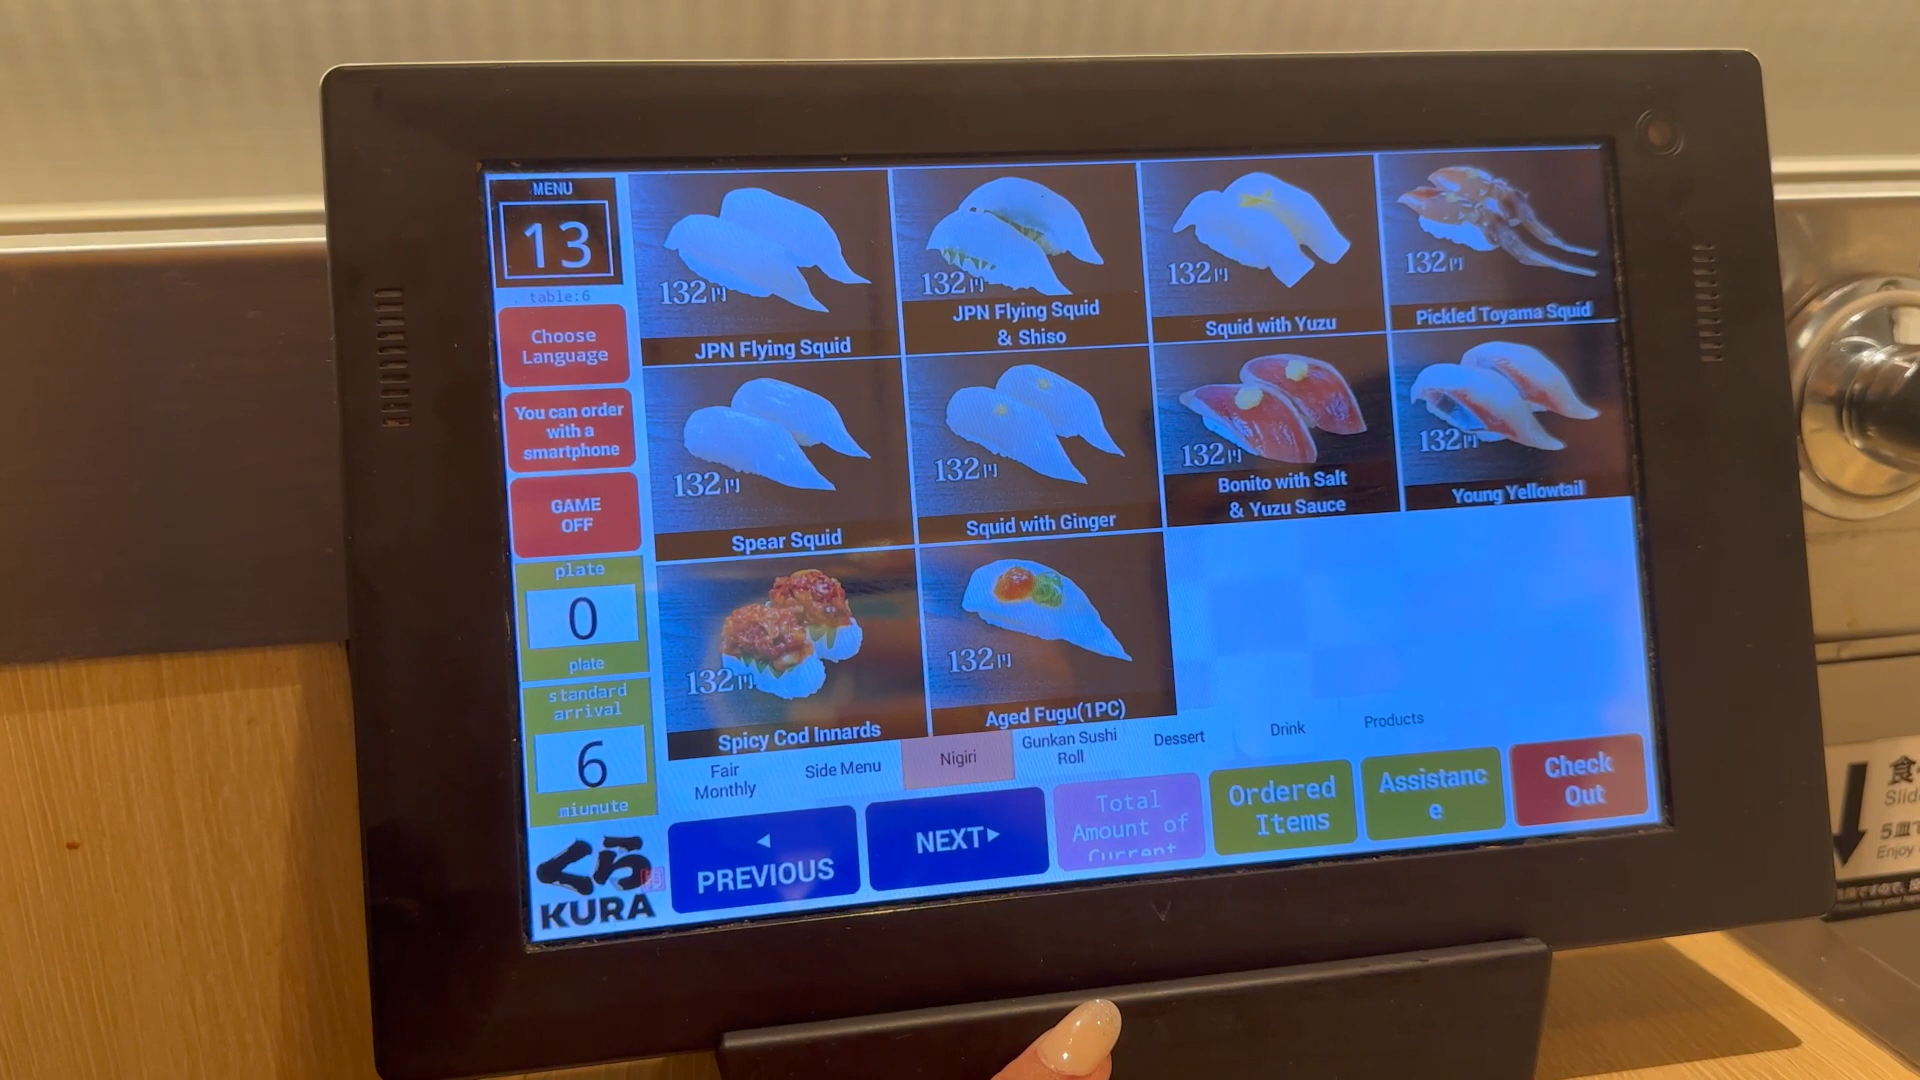 MENU
13
table:6
Choose
Language
You can order
with a
smartphone
GAME
OFF
plate
0
plate
standard
arrival
6
miunute
くら
KURA
132円
JPN Flying Squid
132円
JPN Flying Squid
& Shiso
132円
Squid with Yuzu
132円
Pickled Toyama Squid
132円
Spear Squid
132円
Squid with Ginger
132円
Bonito with Salt
& Yuzu Sauce
132円
Young Yellowtail
132円
Spicy Cod Innards
132円
Aged Fugu(1PC)
Fair
Monthly
Side Menu
Nigiri
Gunkan Sushi
Roll
Dessert
Drink
Products
◀
PREVIOUS
NEXT▶
Total
Amount of
Current
Ordered
Items
Assistanc
e
Check
Out
食
Slid
5皿
Enjoy